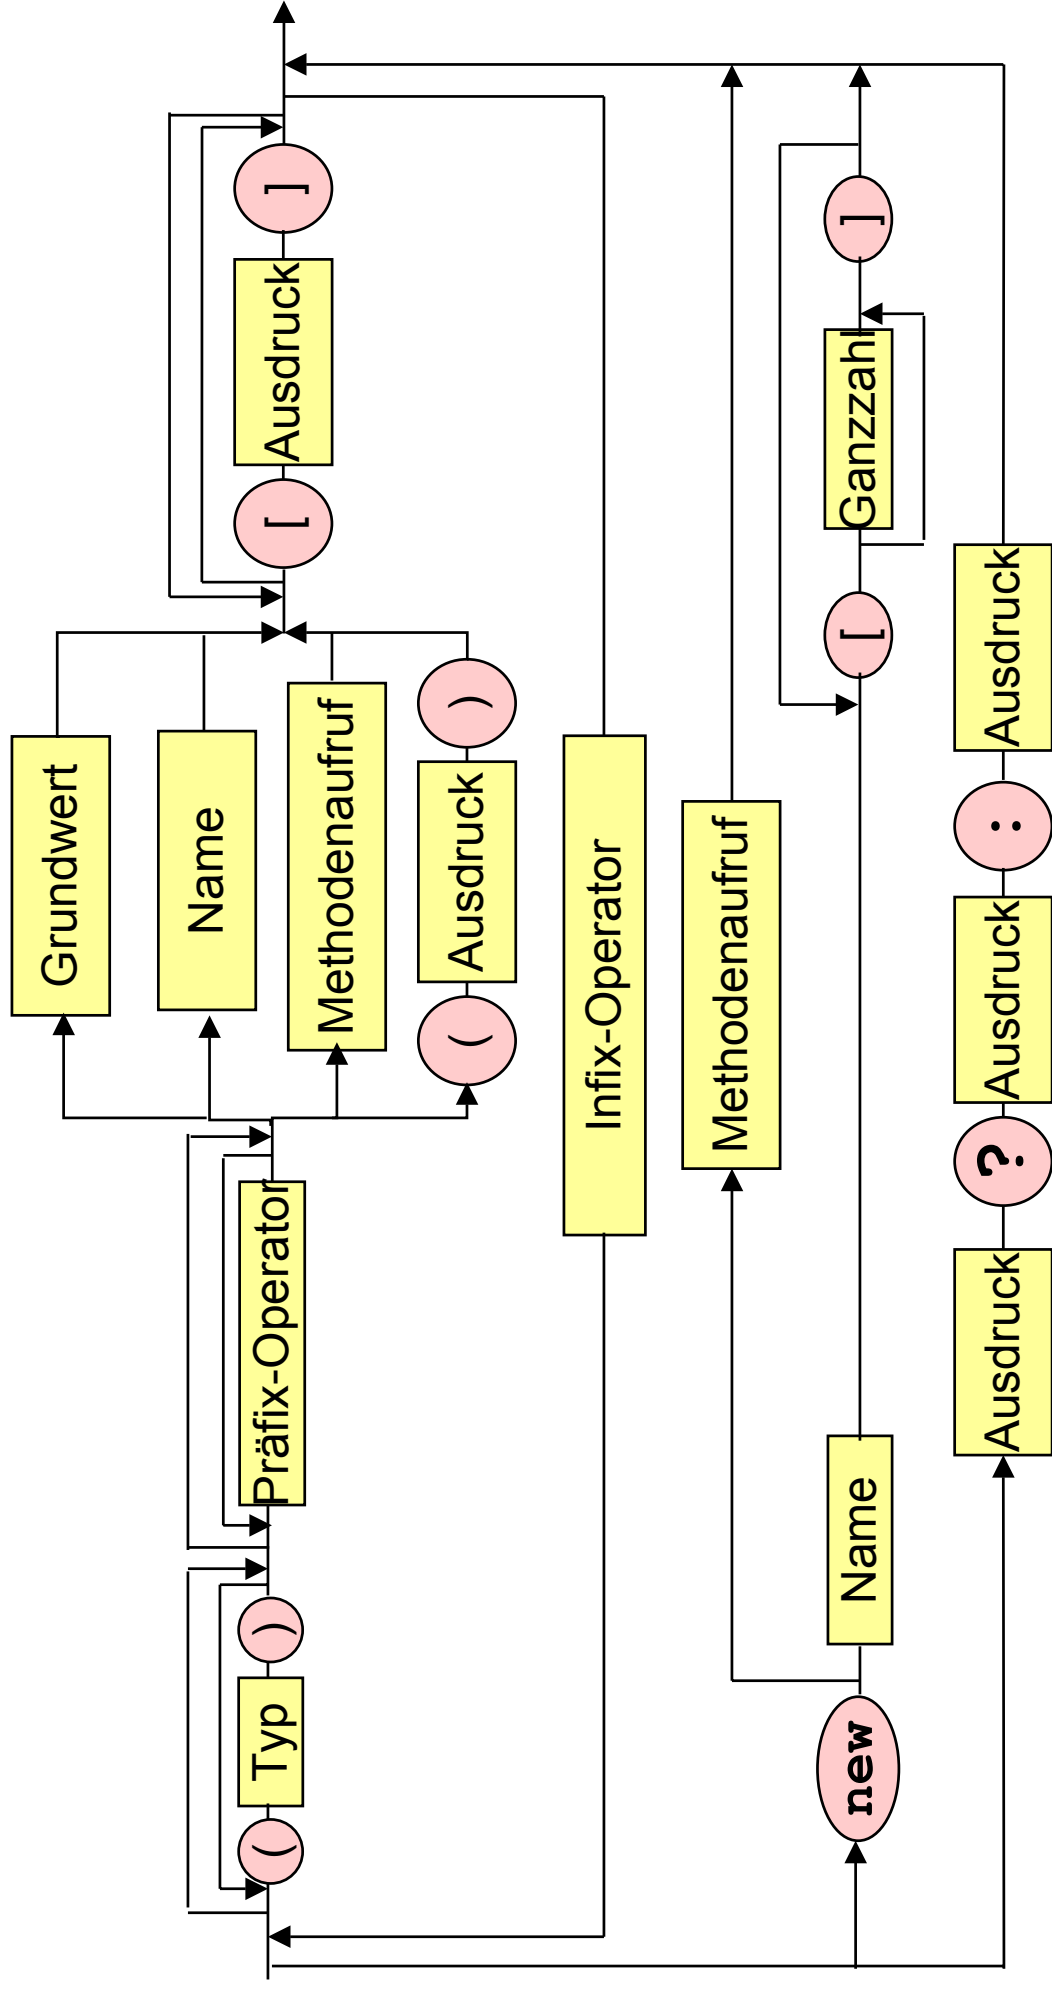 ( Typ ) Präfix-Operator
Grundwert
Name
Methodenaufruf
( Ausdruck )
[ Ausdruck ]
Infix-Operator
Methodenaufruf
new Name [ Ganzzahl ]
Ausdruck ? Ausdruck : Ausdruck